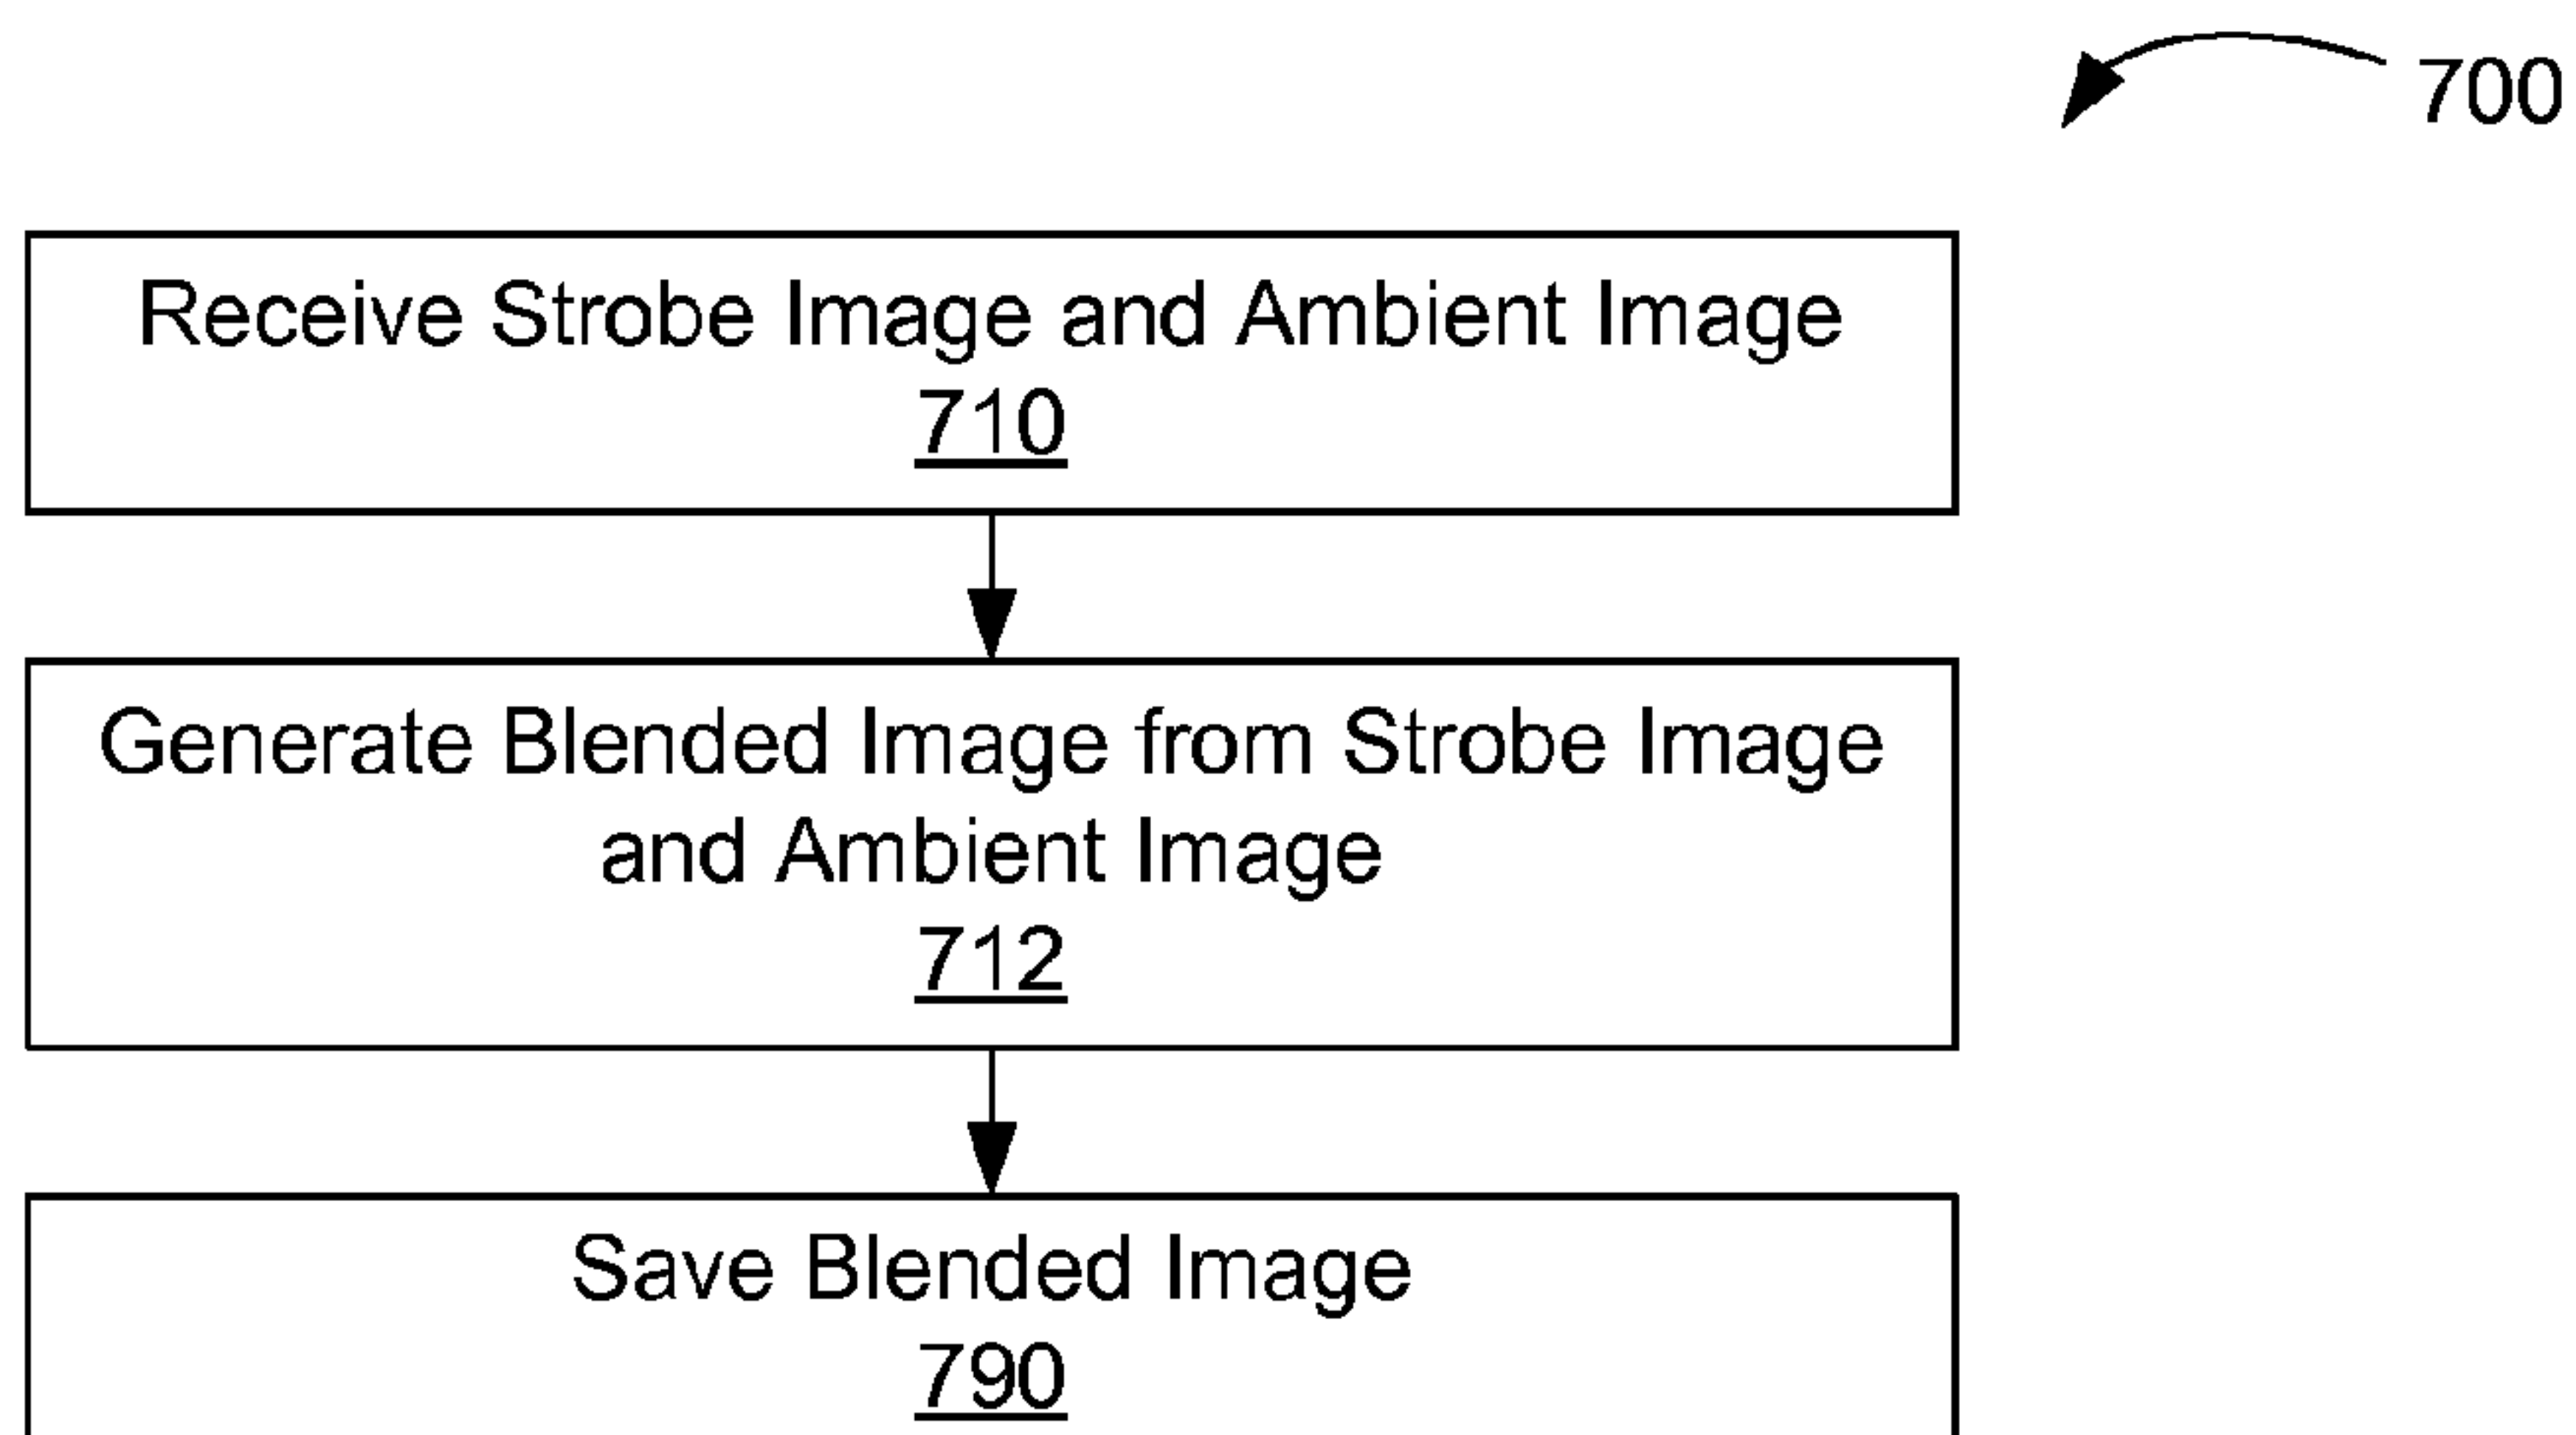 700
Receive Strobe Image and Ambient Image
710
Generate Blended Image from Strobe Image
and Ambient Image
712
Save Blended Image
790